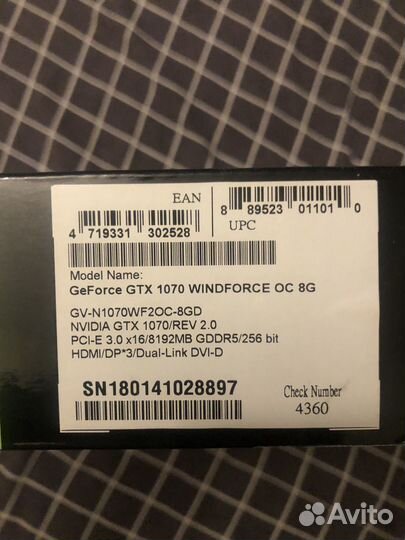 EAN
4 719331 302528
8 89523 01101 0
UPC
Model Name:
GeForce GTX 1070 WINDFORCE OC 8G
GV-N1070WF2OC-8GD
NVIDIA GTX 1070/REV 2.0
PCI-E 3.0 x16/8192MB GDDR5/256 bit
HDMI/DP*3/Dual-Link DVI-D
SN180141028897
Check Number
4360
Avito